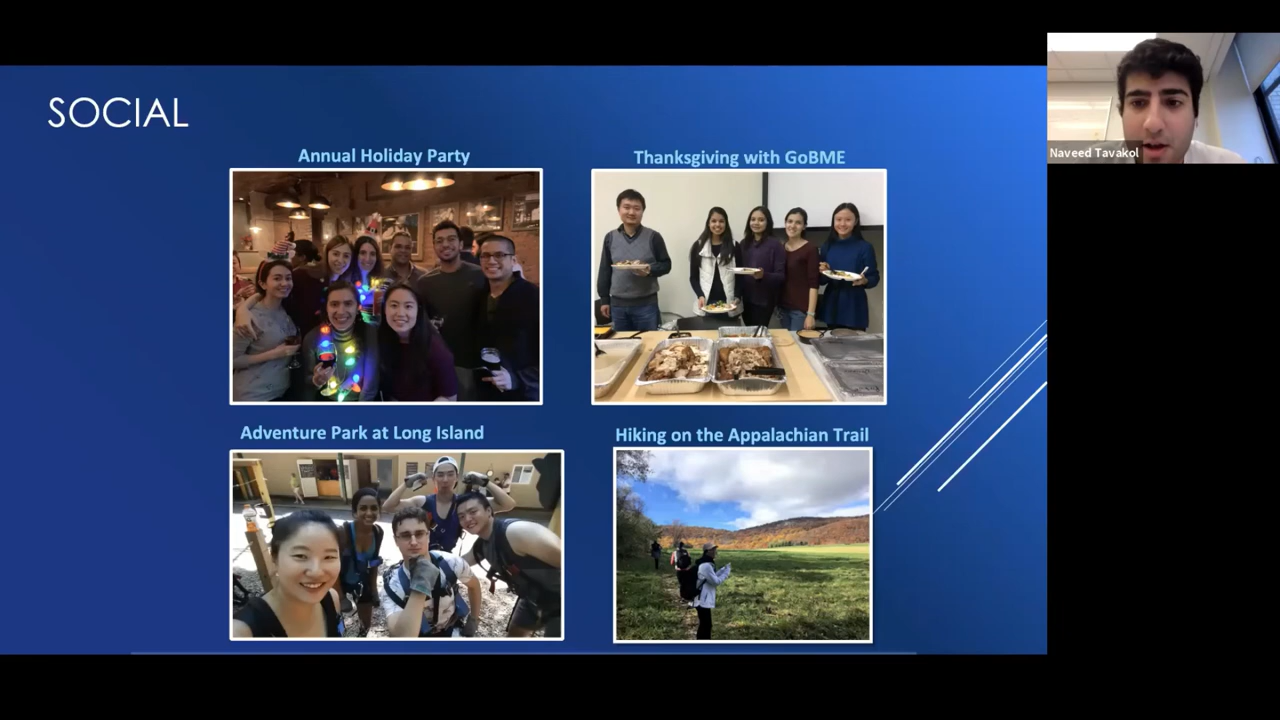 SOCIAL
Annual Holiday Party
Thanksgiving with GoBME
Adventure Park at Long Island
Hiking on the Appalachian Trail
Naveed Tavakol